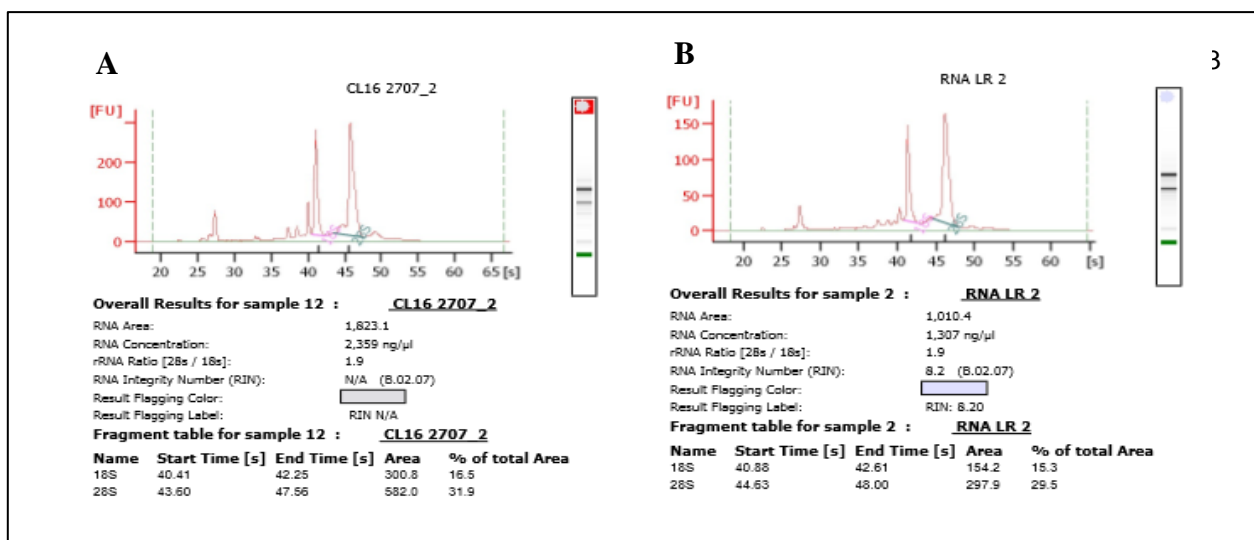 A
CL16 2707_2
[FU]
200
100
0
18S
28S
20 25 30 35 40 45 50 55 60 65 [s]
Overall Results for sample 12 : CL16 2707_2
RNA Area: 1,823.1
RNA Concentration: 2,359 ng/µl
rRNA Ratio [28s / 18s]: 1.9
RNA Integrity Number (RIN): N/A (B.02.07)
Result Flagging Color:
Result Flagging Label: RIN N/A
Fragment table for sample 12 : CL16 2707_2
Name Start Time [s] End Time [s] Area % of total Area
18S 40.41 42.25 300.8 16.5
28S 43.60 47.56 582.0 31.9
B
RNA LR 2
[FU]
150
100
50
0
18S
28S
20 25 30 35 40 45 50 55 60 [s]
Overall Results for sample 2 : RNA LR 2
RNA Area: 1,010.4
RNA Concentration: 1,307 ng/µl
rRNA Ratio [28s / 18s]: 1.9
RNA Integrity Number (RIN): 8.2 (B.02.07)
Result Flagging Color:
Result Flagging Label: RIN: 8.20
Fragment table for sample 2 : RNA LR 2
Name Start Time [s] End Time [s] Area % of total Area
18S 40.88 42.61 154.2 15.3
28S 44.63 48.00 297.9 29.5